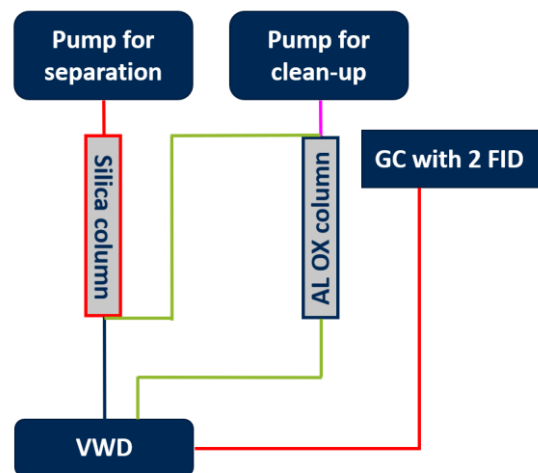 Pump for
separation
Pump for
clean-up
GC with 2 FID
Silica column
AL OX column
VWD